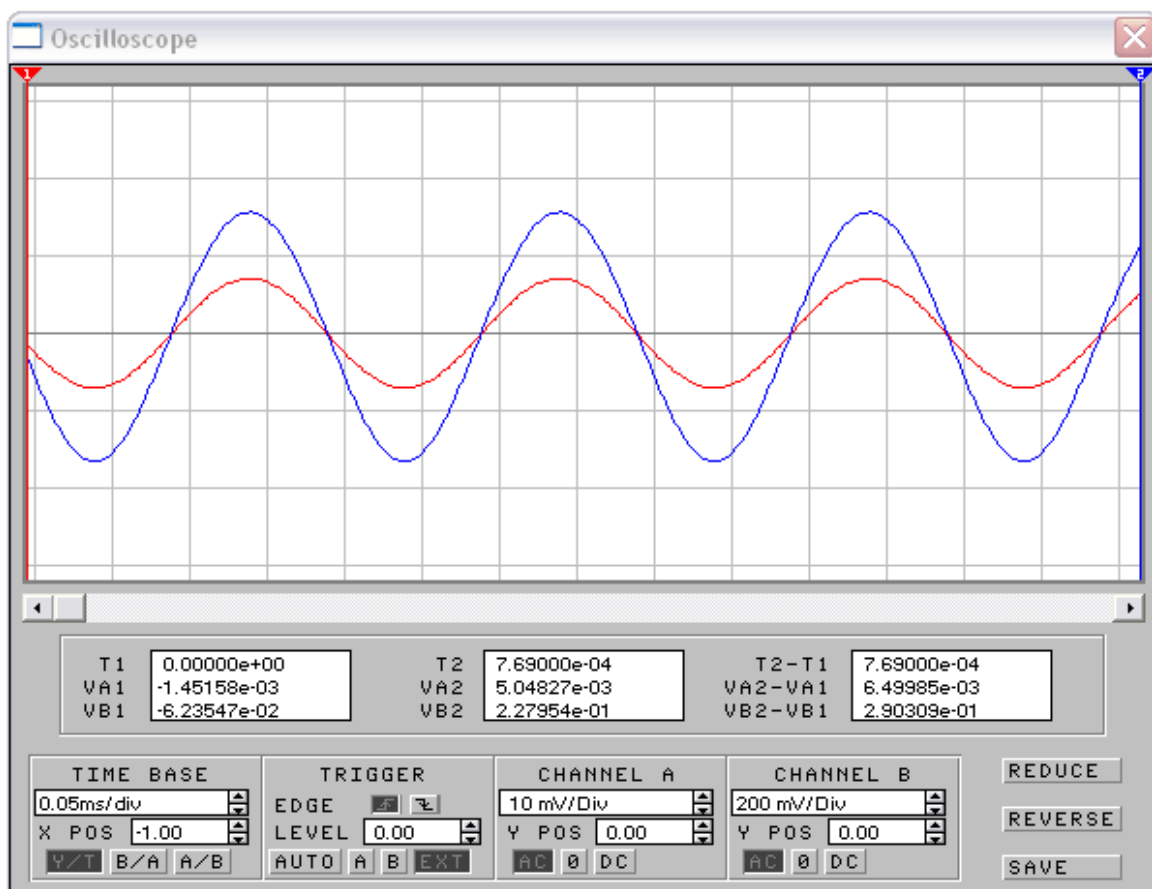 Oscilloscope
1 2
T1 0.00000e+00 T2 7.69000e-04 T2-T1 7.69000e-04
VA1 -1.45158e-03 VA2 5.04827e-03 VA2-VA1 6.49985e-03
VB1 -6.23547e-02 VB2 2.27954e-01 VB2-VB1 2.90309e-01
TIME BASE TRIGGER CHANNEL A CHANNEL B REDUCE
0.05ms/div EDGE 10 mV/Div 200 mV/Div
X POS -1.00 LEVEL 0.00 Y POS 0.00 Y POS 0.00 REVERSE
Y/T B/A A/B AUTO A B EXT AC 0 DC AC 0 DC SAVE